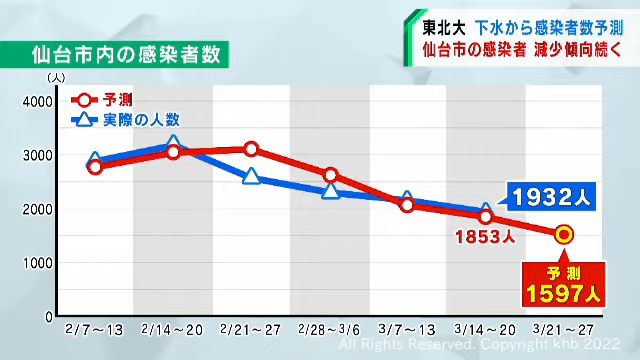 東北大 下水から感染者数予測
仙台市の感染者 減少傾向続く
仙台市内の感染者数
(人)
4000
3000
2000
1000
0
予測
実際の人数
1932人
1853人
予測
1597人
2/7～13
2/14～20
2/21～27
2/28～3/6
3/7～13
3/14～20
3/21～27
All Rights Reserved. Copyright khb 2022